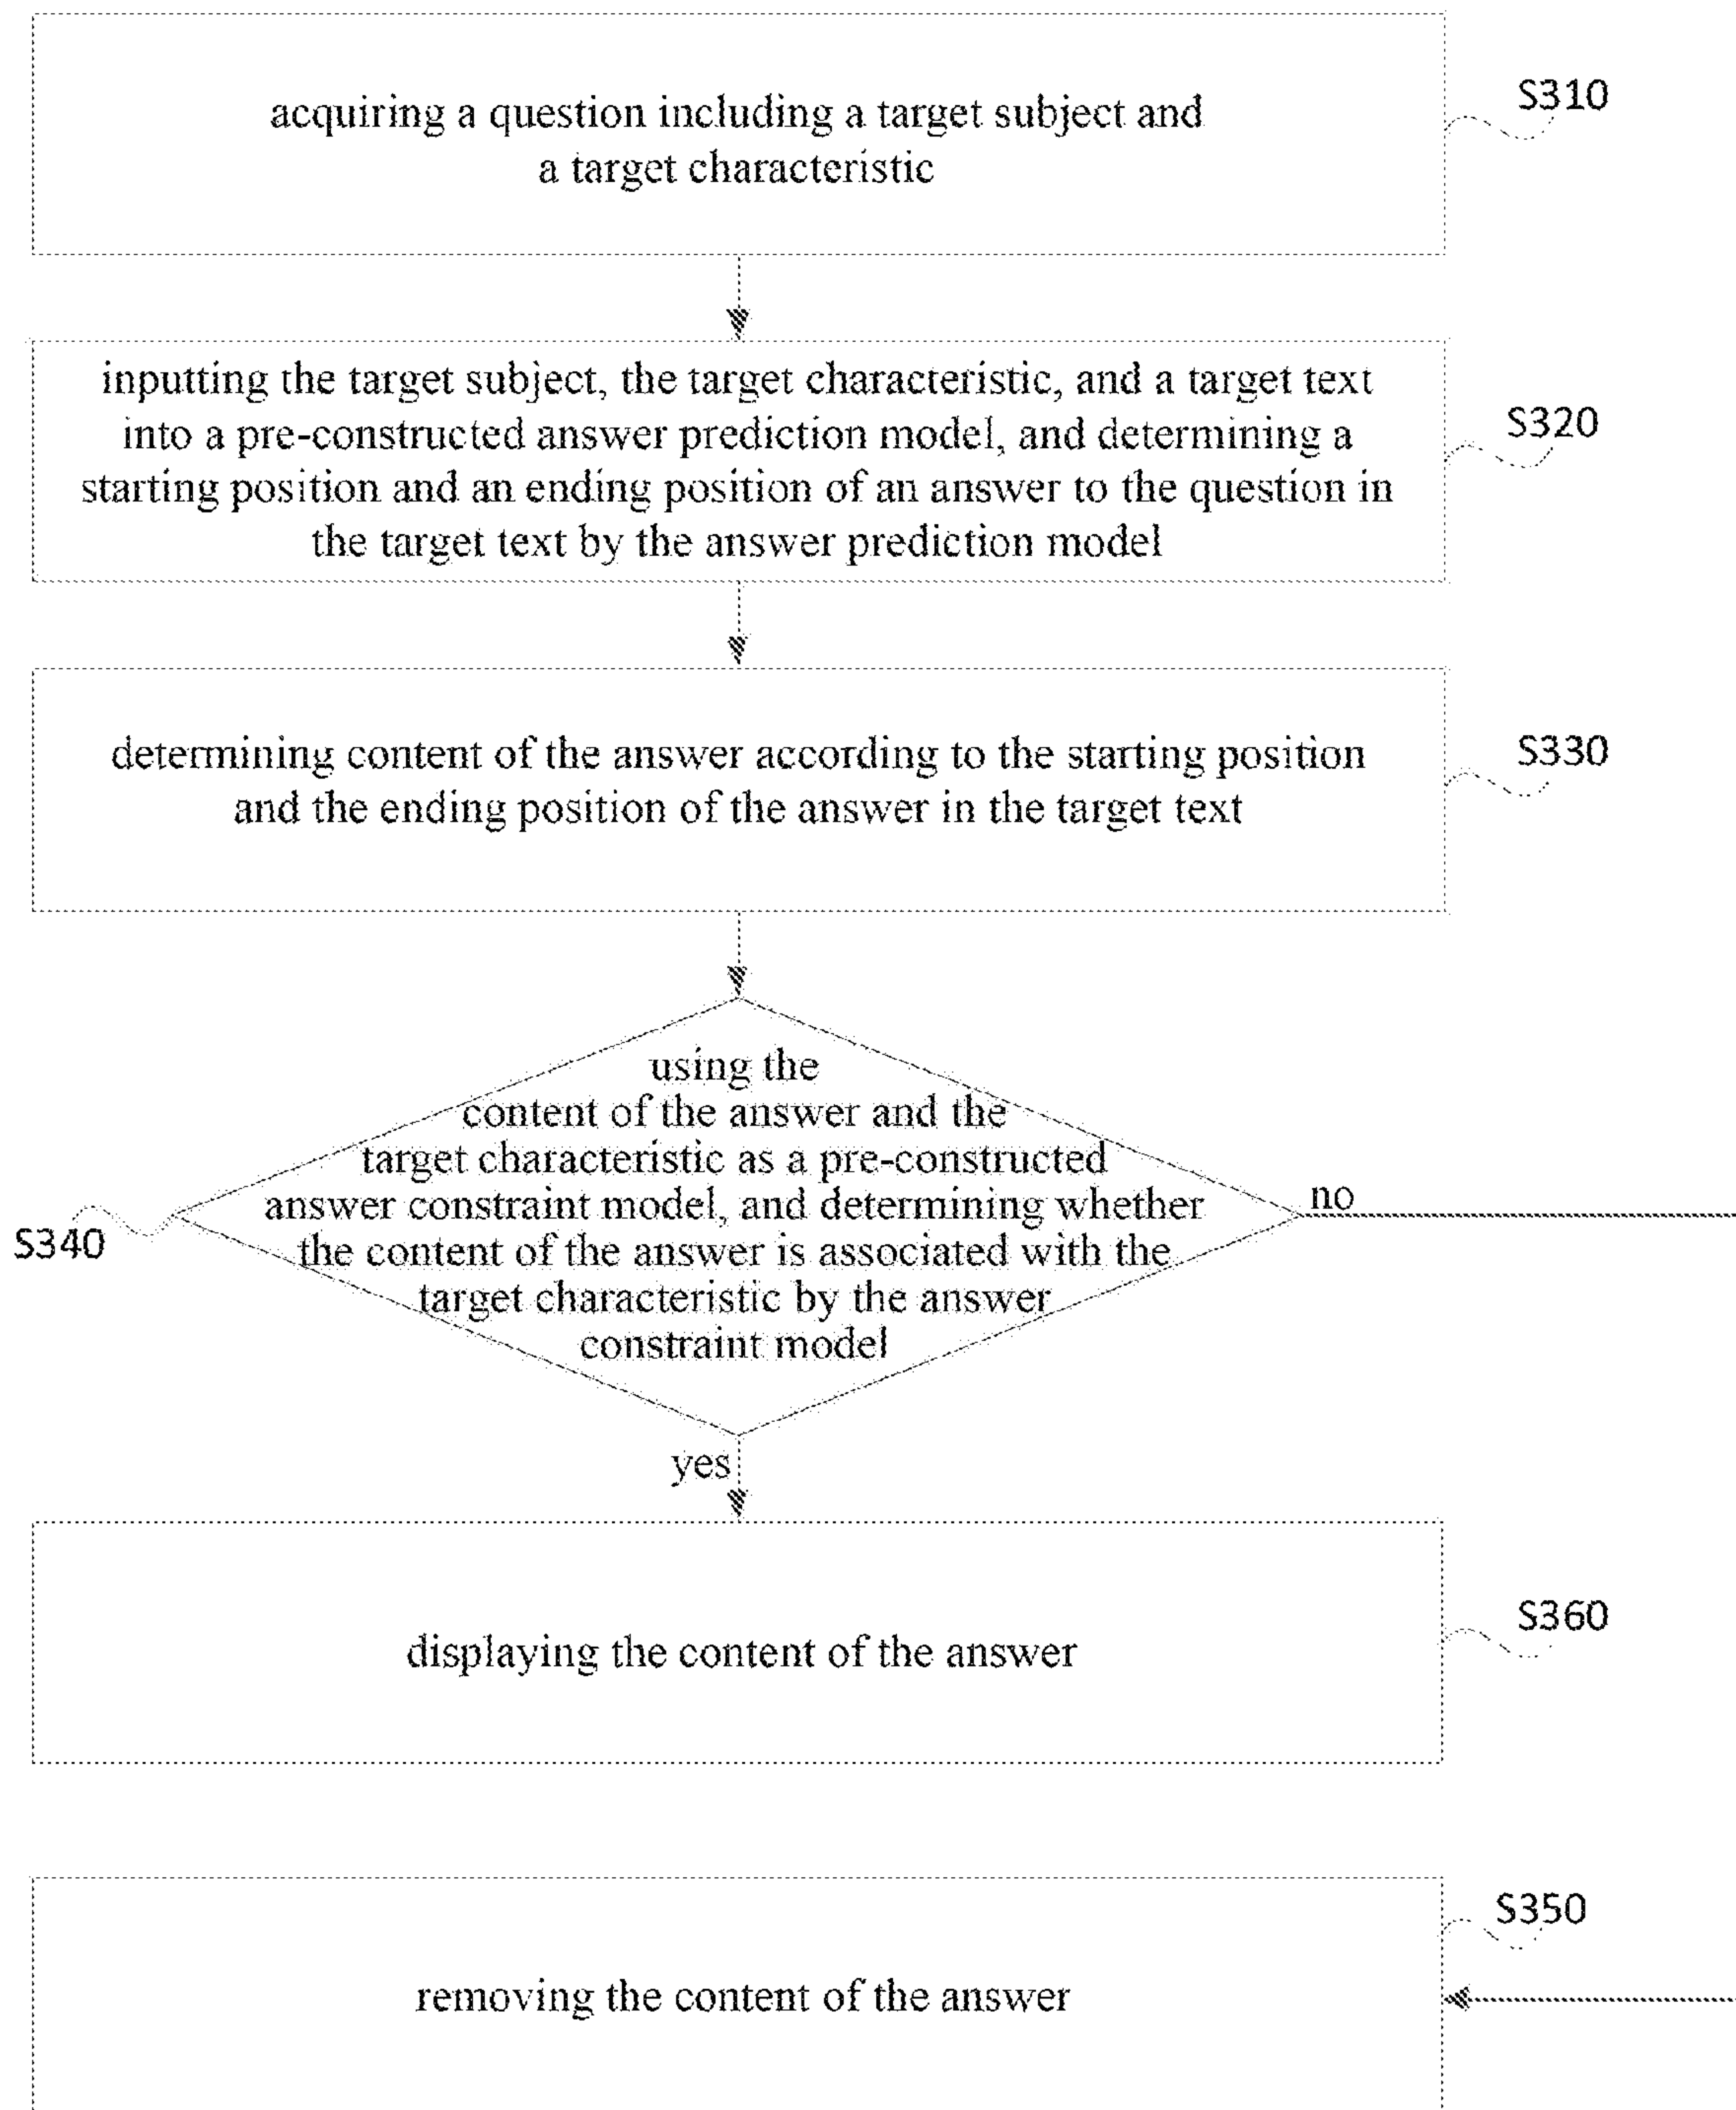 acquiring a question including a target subject and
a target characteristic
S310
inputting the target subject, the target characteristic, and a target text
into a pre-constructed answer prediction model, and determining a
starting position and an ending position of an answer to the question in
the target text by the answer prediction model
S320
determining content of the answer according to the starting position
and the ending position of the answer in the target text
S330
using the
content of the answer and the
target characteristic as a pre-constructed
answer constraint model, and determining whether
the content of the answer is associated with the
target characteristic by the answer
constraint model
S340
no
yes
displaying the content of the answer
S360
removing the content of the answer
S350